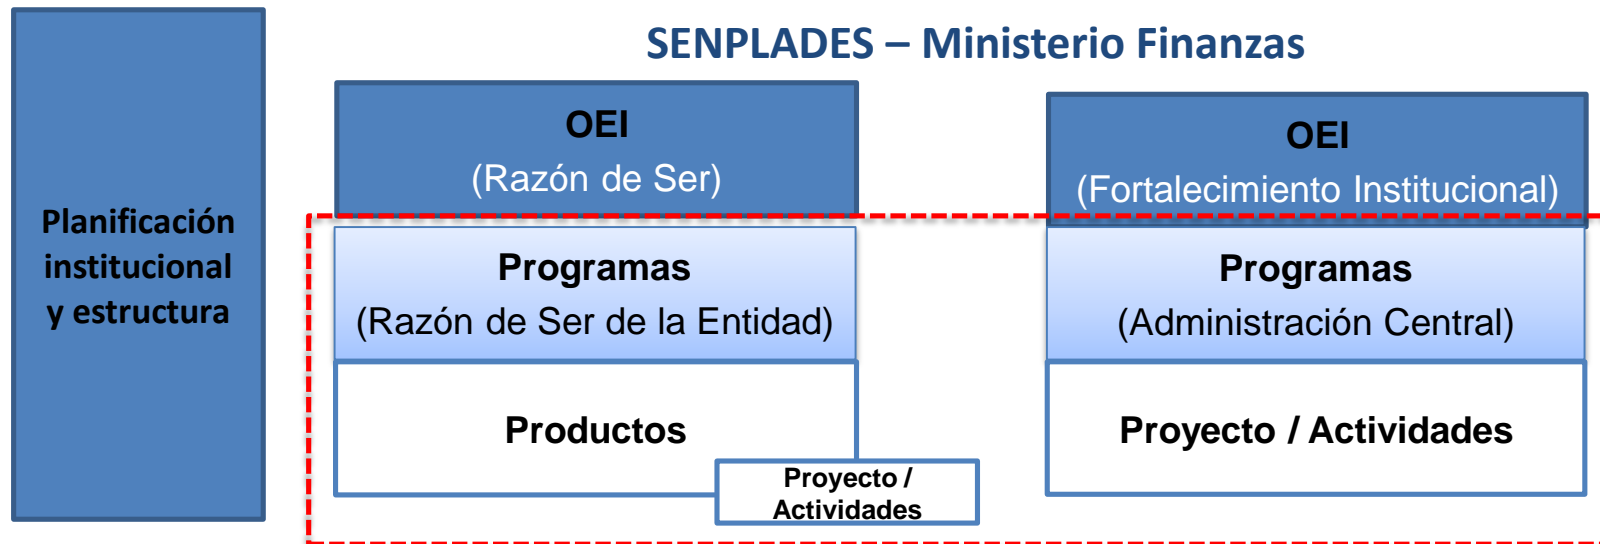 SENPLADES – Ministerio Finanzas
Planificación
institucional
y estructura
OEI
(Razón de Ser)
Programas
(Razón de Ser de la Entidad)
Productos
Proyecto /
Actividades
OEI
(Fortalecimiento Institucional)
Programas
(Administración Central)
Proyecto / Actividades